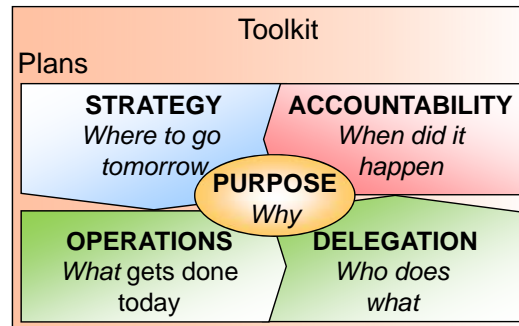 Toolkit
Plans
STRATEGY
Where to go
tomorrow
ACCOUNTABILITY
When did it
happen
PURPOSE
Why
OPERATIONS
What gets done
today
DELEGATION
Who does
what